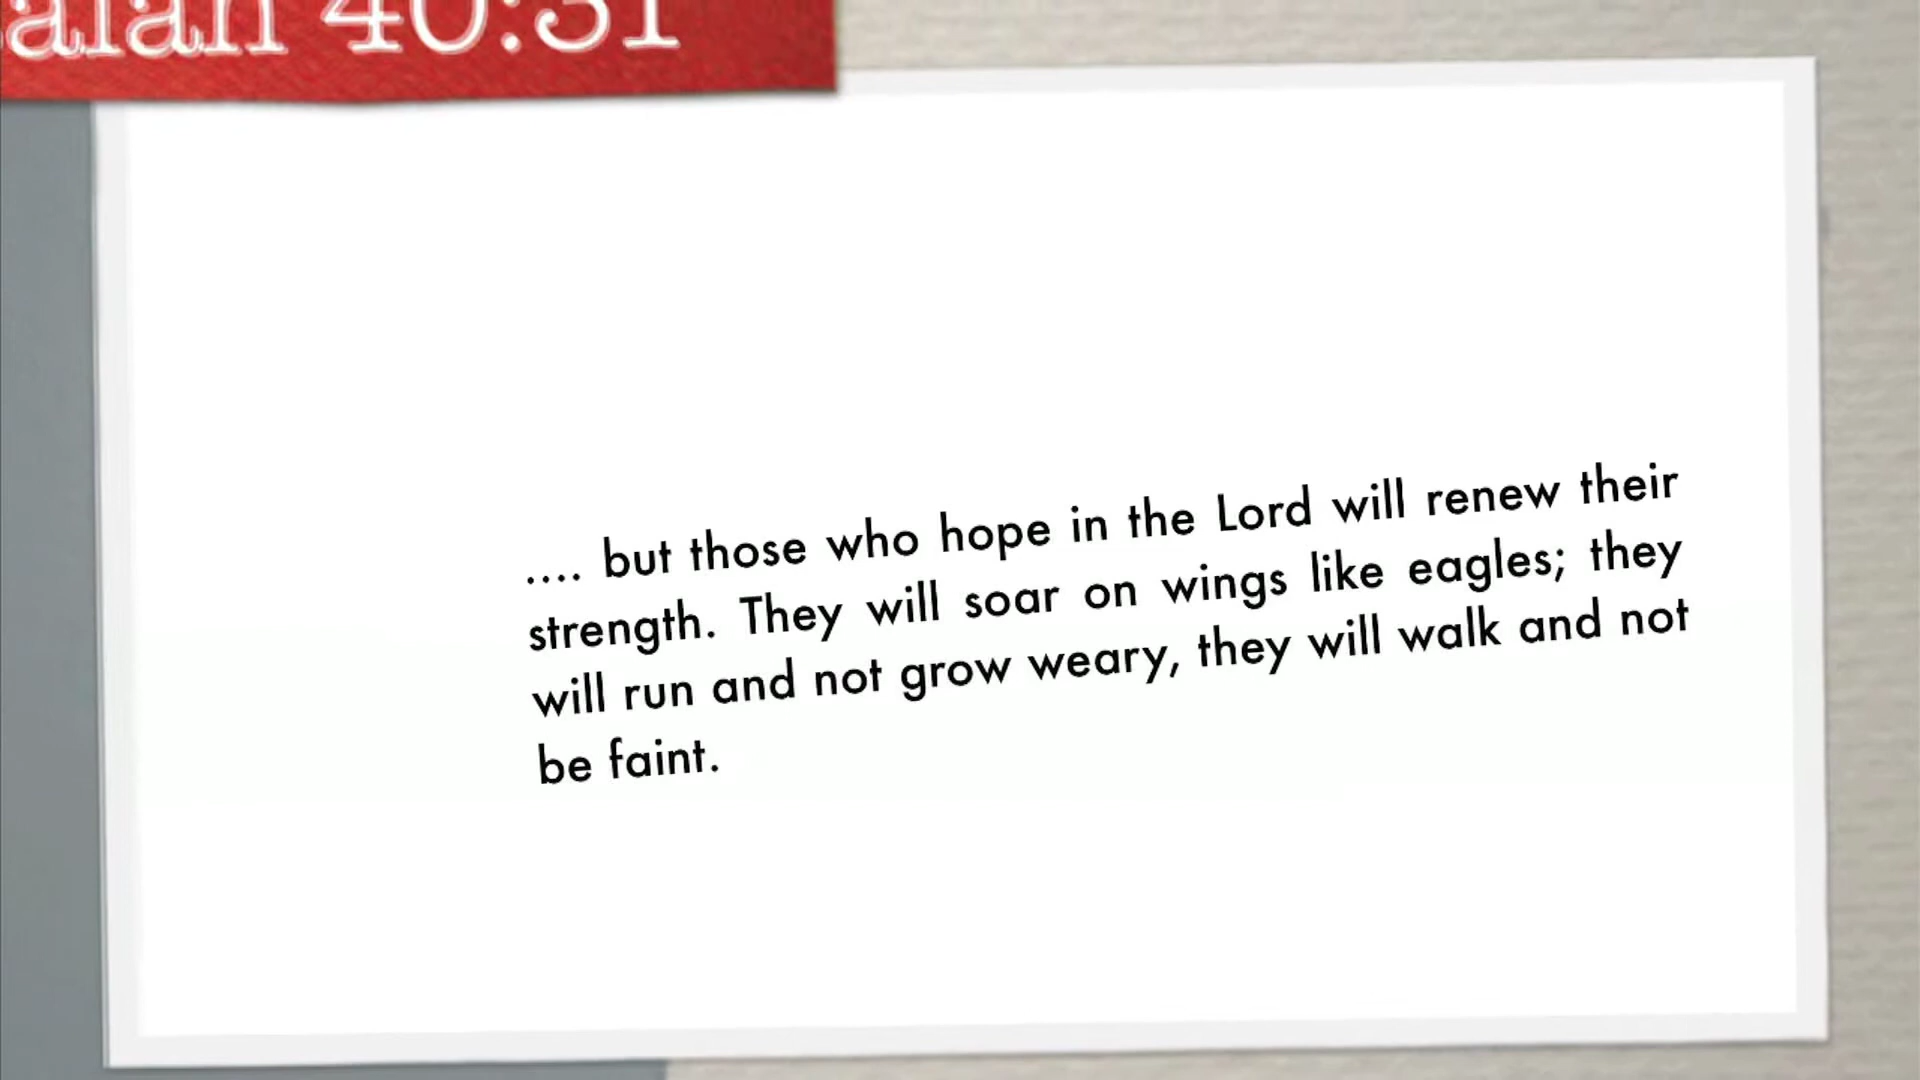 aiah 40:31
.... but those who hope in the Lord will renew their
strength. They will soar on wings like eagles; they
will run and not grow weary, they will walk and not
be faint.